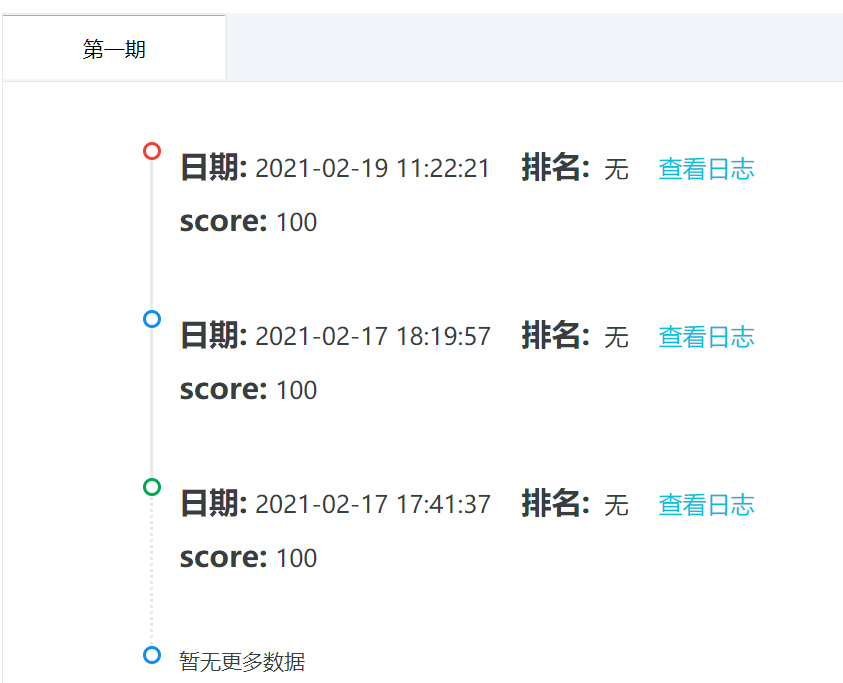 第一期
日期: 2021-02-19 11:22:21 排名: 无 查看日志
score: 100
日期: 2021-02-17 18:19:57 排名: 无 查看日志
score: 100
日期: 2021-02-17 17:41:37 排名: 无 查看日志
score: 100
暂无更多数据